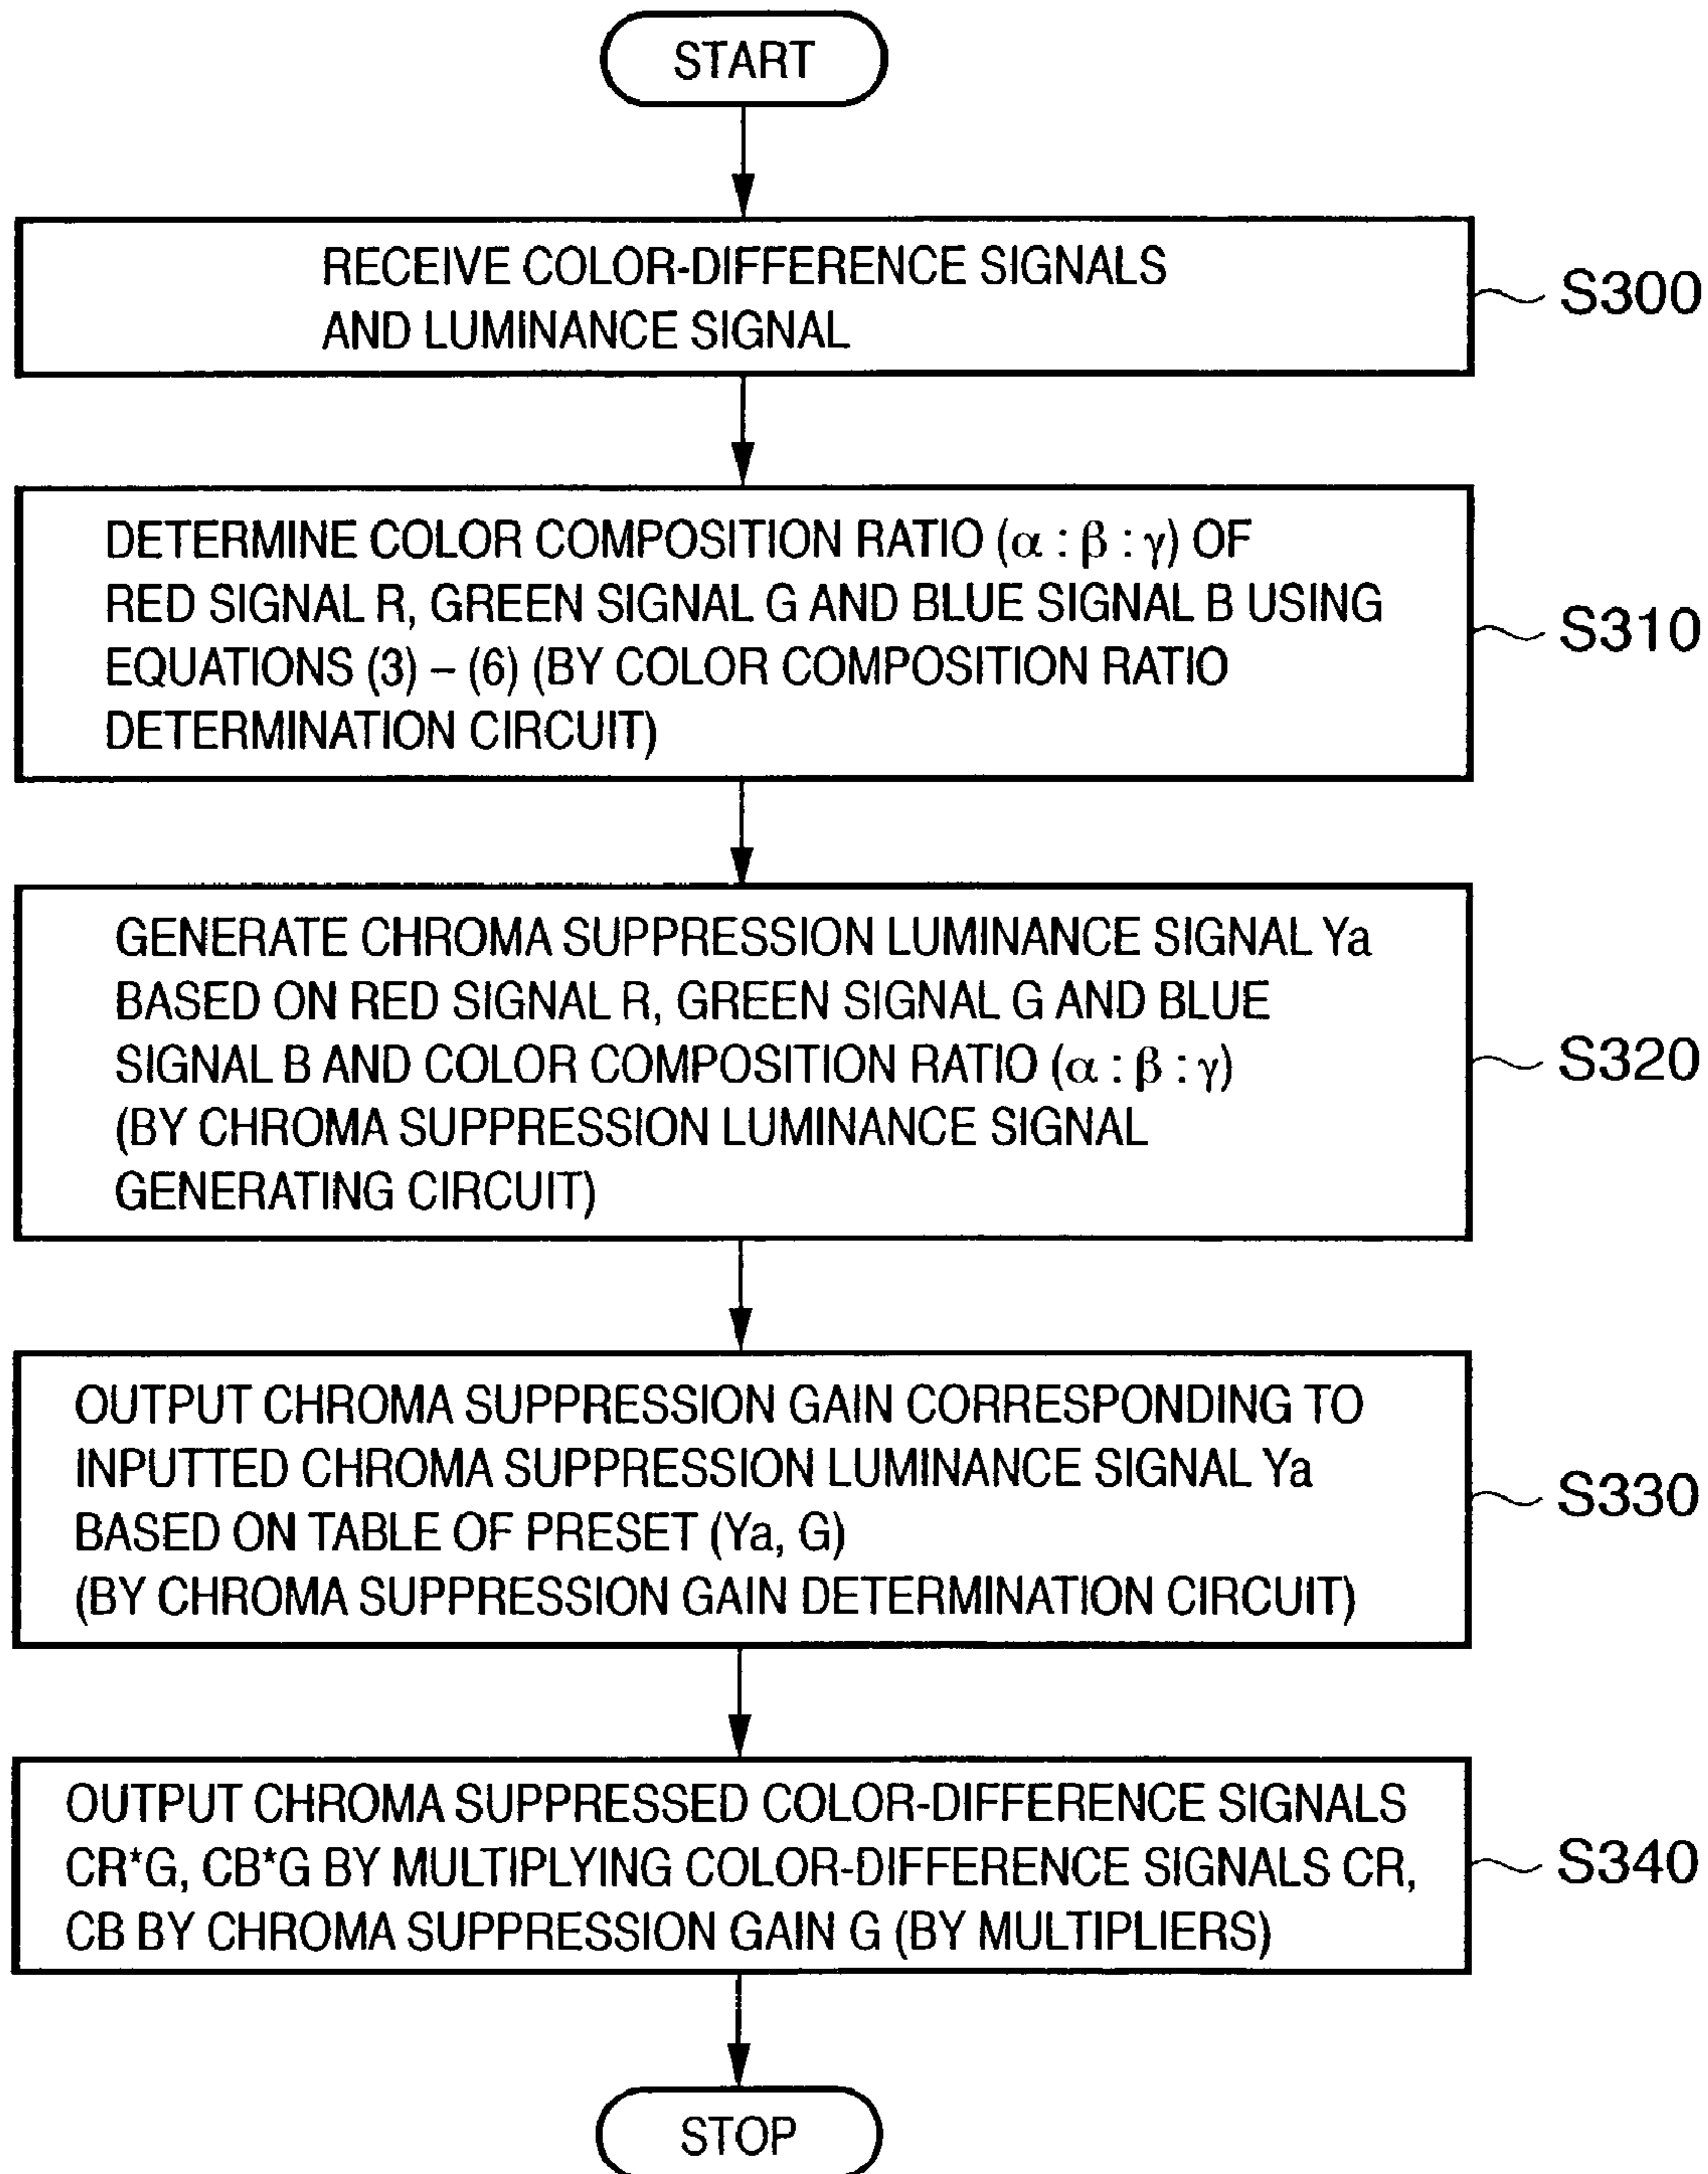 START
RECEIVE COLOR-DIFFERENCE SIGNALS
AND LUMINANCE SIGNAL
S300
DETERMINE COLOR COMPOSITION RATIO (α : β : γ) OF
RED SIGNAL R, GREEN SIGNAL G AND BLUE SIGNAL B USING
EQUATIONS (3) – (6) (BY COLOR COMPOSITION RATIO
DETERMINATION CIRCUIT)
S310
GENERATE CHROMA SUPPRESSION LUMINANCE SIGNAL Ya
BASED ON RED SIGNAL R, GREEN SIGNAL G AND BLUE
SIGNAL B AND COLOR COMPOSITION RATIO (α : β : γ)
(BY CHROMA SUPPRESSION LUMINANCE SIGNAL
GENERATING CIRCUIT)
S320
OUTPUT CHROMA SUPPRESSION GAIN CORRESPONDING TO
INPUTTED CHROMA SUPPRESSION LUMINANCE SIGNAL Ya
BASED ON TABLE OF PRESET (Ya, G)
(BY CHROMA SUPPRESSION GAIN DETERMINATION CIRCUIT)
S330
OUTPUT CHROMA SUPPRESSED COLOR-DIFFERENCE SIGNALS
CR*G, CB*G BY MULTIPLYING COLOR-DIFFERENCE SIGNALS CR,
CB BY CHROMA SUPPRESSION GAIN G (BY MULTIPLIERS)
S340
STOP